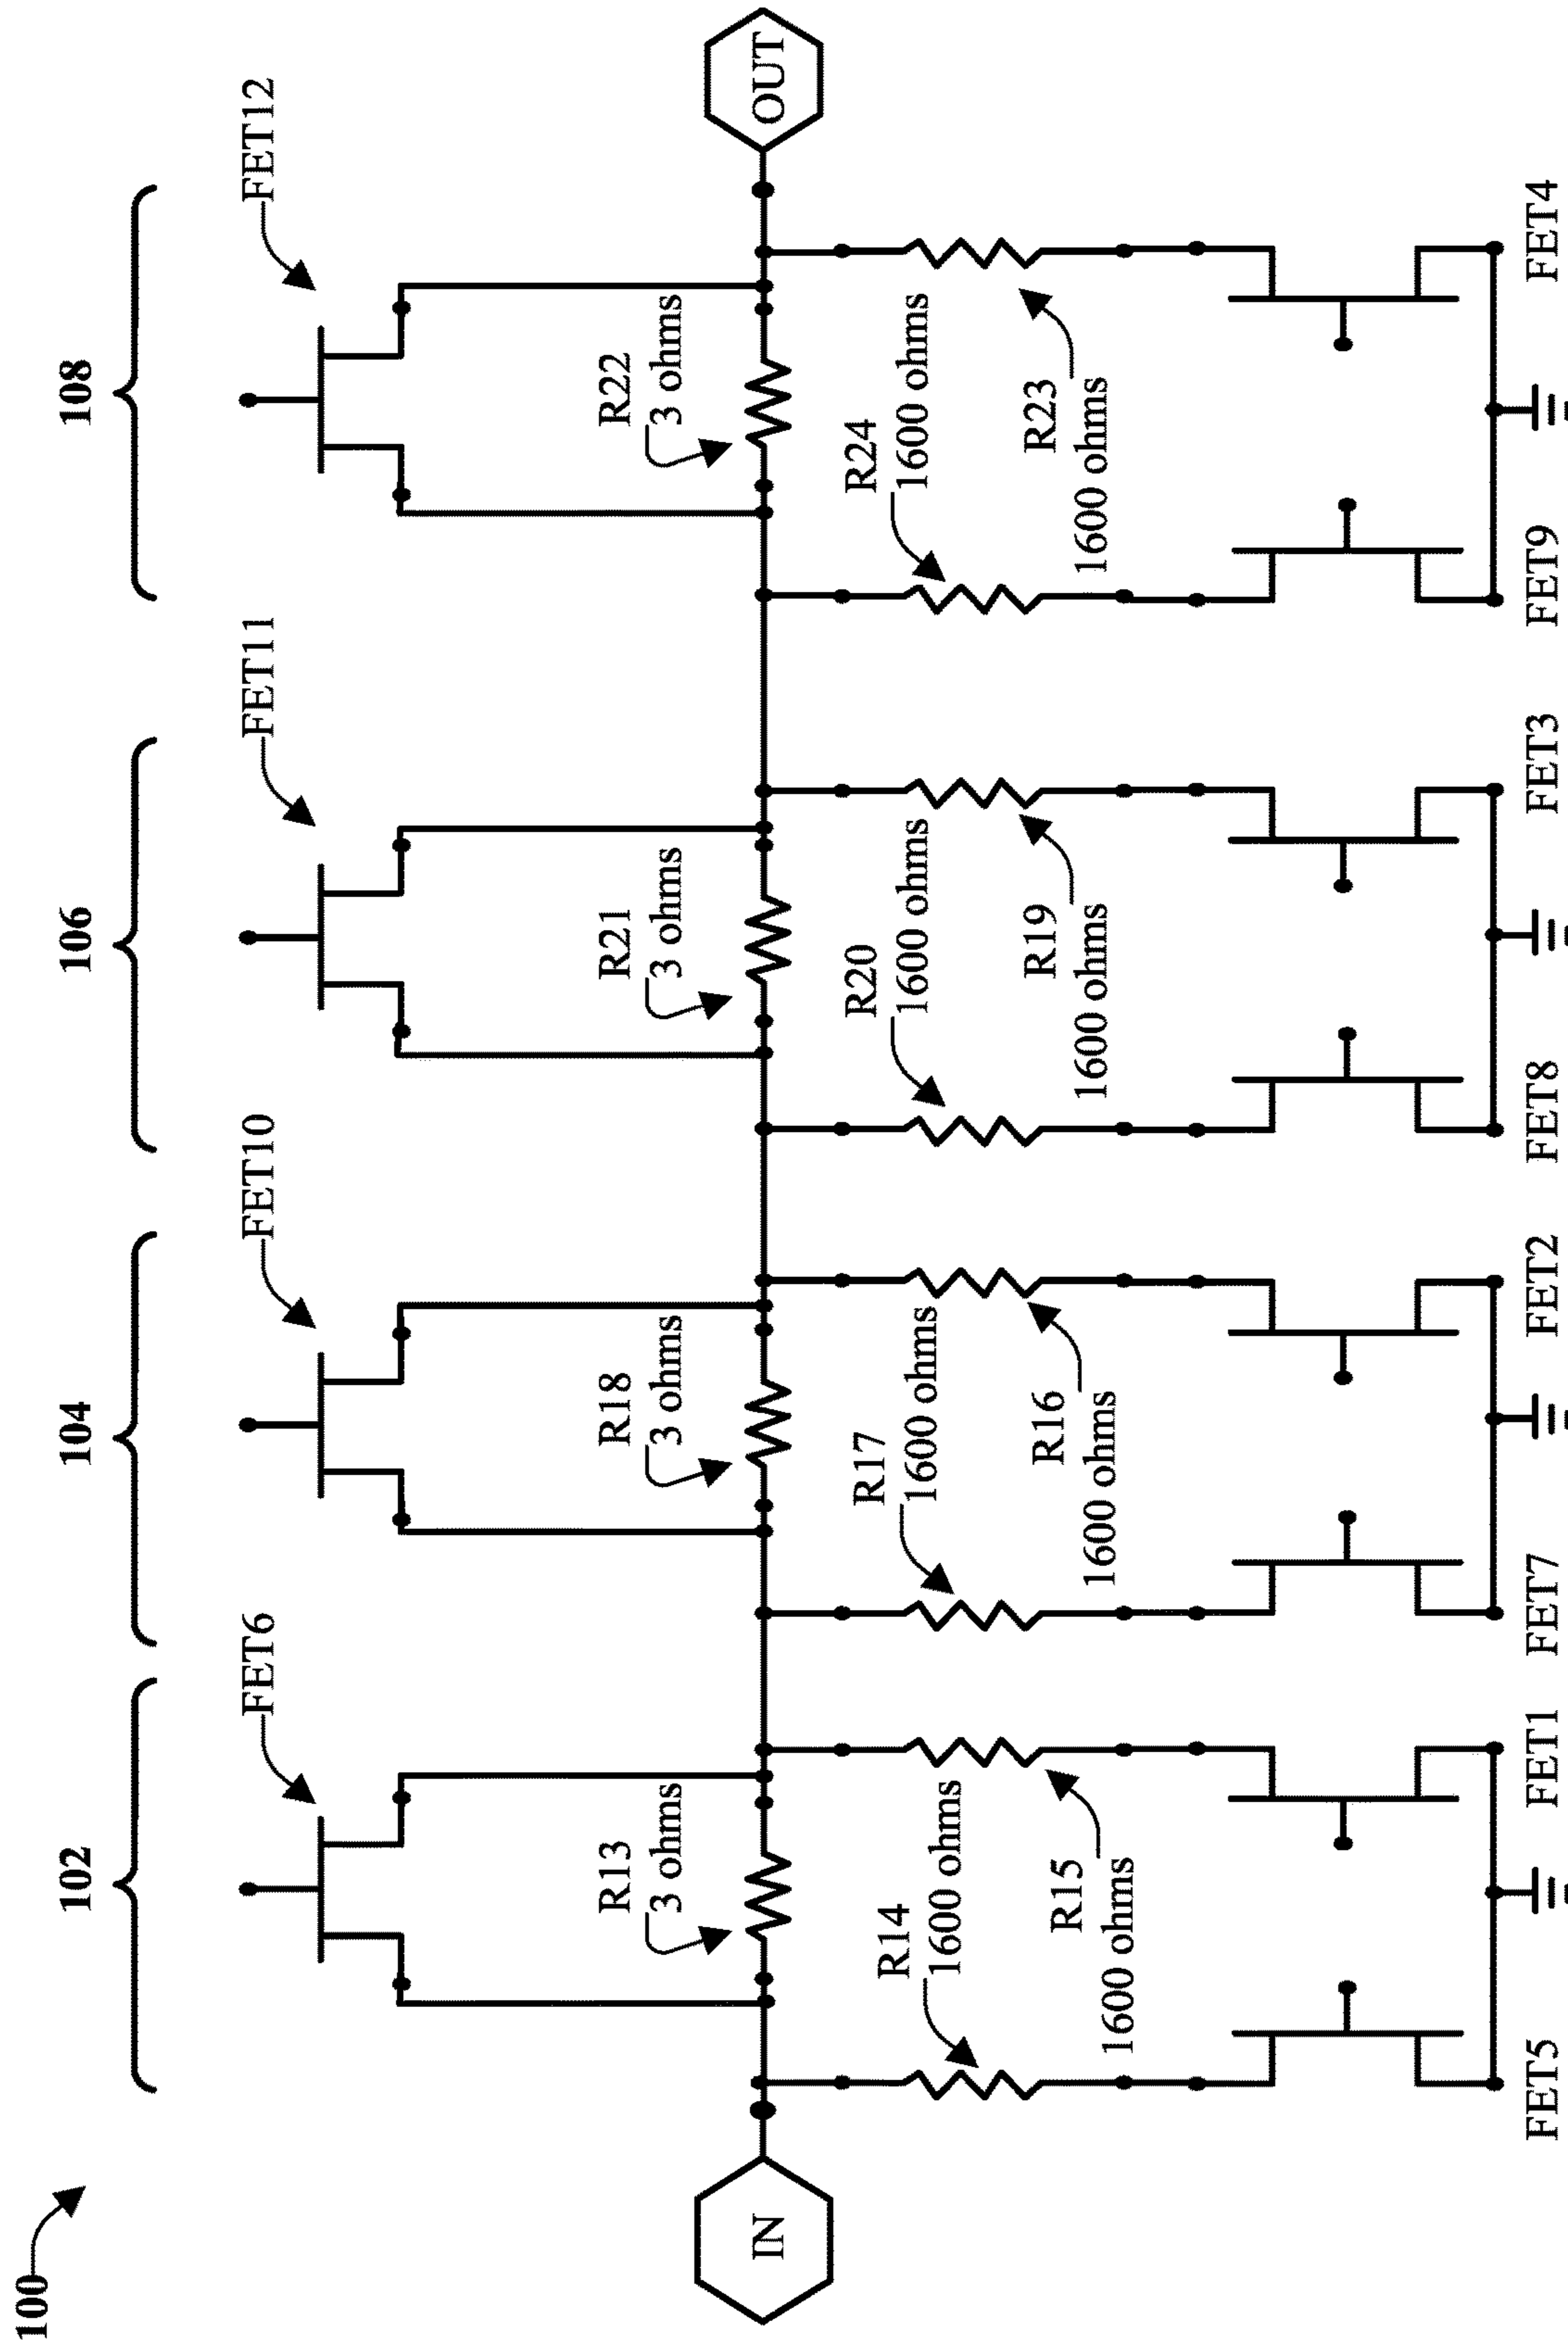 100
102
104
106
108
FET6
FET10
FET11
FET12
R13
3 ohms
R18
3 ohms
R21
3 ohms
R22
3 ohms
IN
OUT
R14
1600 ohms
R15
1600 ohms
R17
1600 ohms
R16
1600 ohms
R20
1600 ohms
R19
1600 ohms
R24
1600 ohms
R23
1600 ohms
FET5
FET1
FET7
FET2
FET8
FET3
FET9
FET4